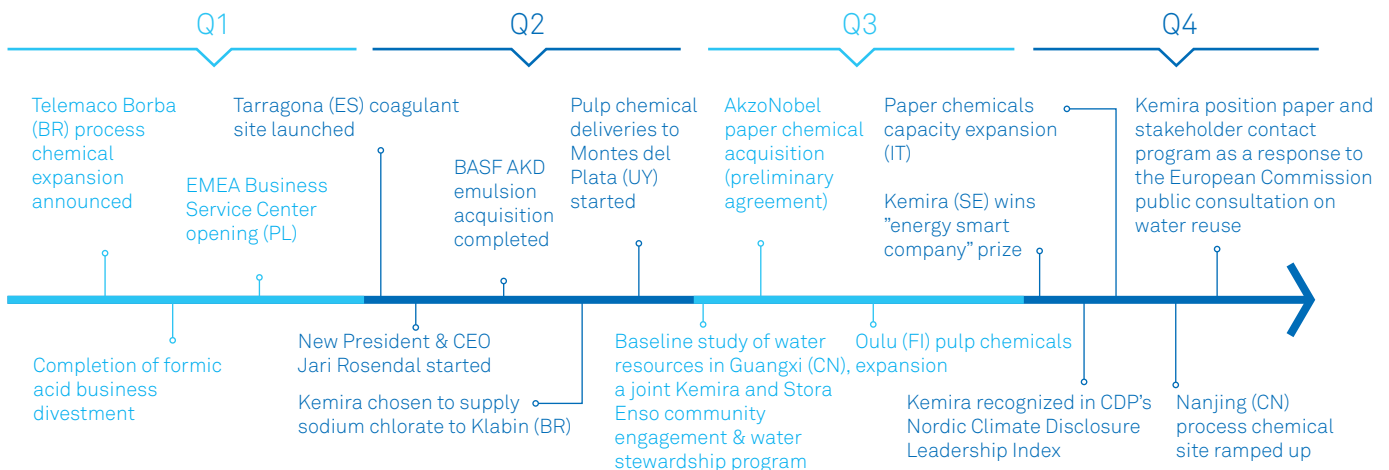 Q1
Q2
Q3
Q4
Telemaco Borba
(BR) process
chemical
expansion
announced
EMEA Business
Service Center
opening (PL)
Tarragona (ES) coagulant
site launched
BASF AKD
emulsion
acquisition
completed
Pulp chemical
deliveries to
Montes del
Plata (UY)
started
AkzoNobel
paper chemical
acquisition
(preliminary
agreement)
Paper chemicals
capacity expansion
(IT)
Kemira (SE) wins
”energy smart
company” prize
Kemira position paper and
stakeholder contact
program as a response to
the European Commission
public consultation on
water reuse
Completion of formic
acid business
divestment
New President & CEO
Jari Rosendal started
Kemira chosen to supply
sodium chlorate to Klabin (BR)
Baseline study of water
resources in Guangxi (CN),
a joint Kemira and Stora
Enso community
engagement & water
stewardship program
Oulu (FI) pulp chemicals
expansion
Kemira recognized in CDP’s
Nordic Climate Disclosure
Leadership Index
Nanjing (CN)
process chemical
site ramped up